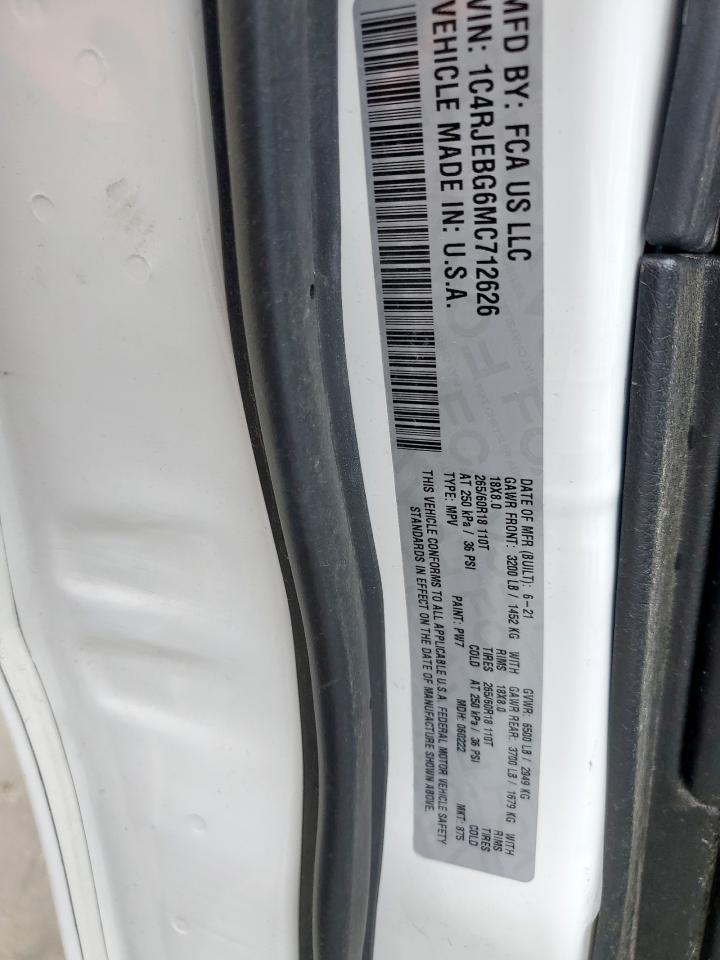 MFD BY: FCA US LLC
VIN: 1C4RJEBG6MC712626
VEHICLE MADE IN: U.S.A.
DATE OF MFR (BUILT): 6-21 GVWR: 6500 LB / 2949 KG
GAWR FRONT: 3200 LB / 1452 KG WITH GAWR REAR: 3700 LB / 1679 KG WITH
18X8.0 RIMS 18X8.0 RIMS
265/60R18 110T TIRES 265/60R18 110T TIRES
AT 250 kPa / 36 PSI COLD AT 250 kPa / 36 PSI COLD
TYPE: MPV PAINT: PW7 MDH: 060222 MKT: 875
THIS VEHICLE CONFORMS TO ALL APPLICABLE U.S.A. FEDERAL MOTOR VEHICLE SAFETY
STANDARDS IN EFFECT ON THE DATE OF MANUFACTURE SHOWN ABOVE.